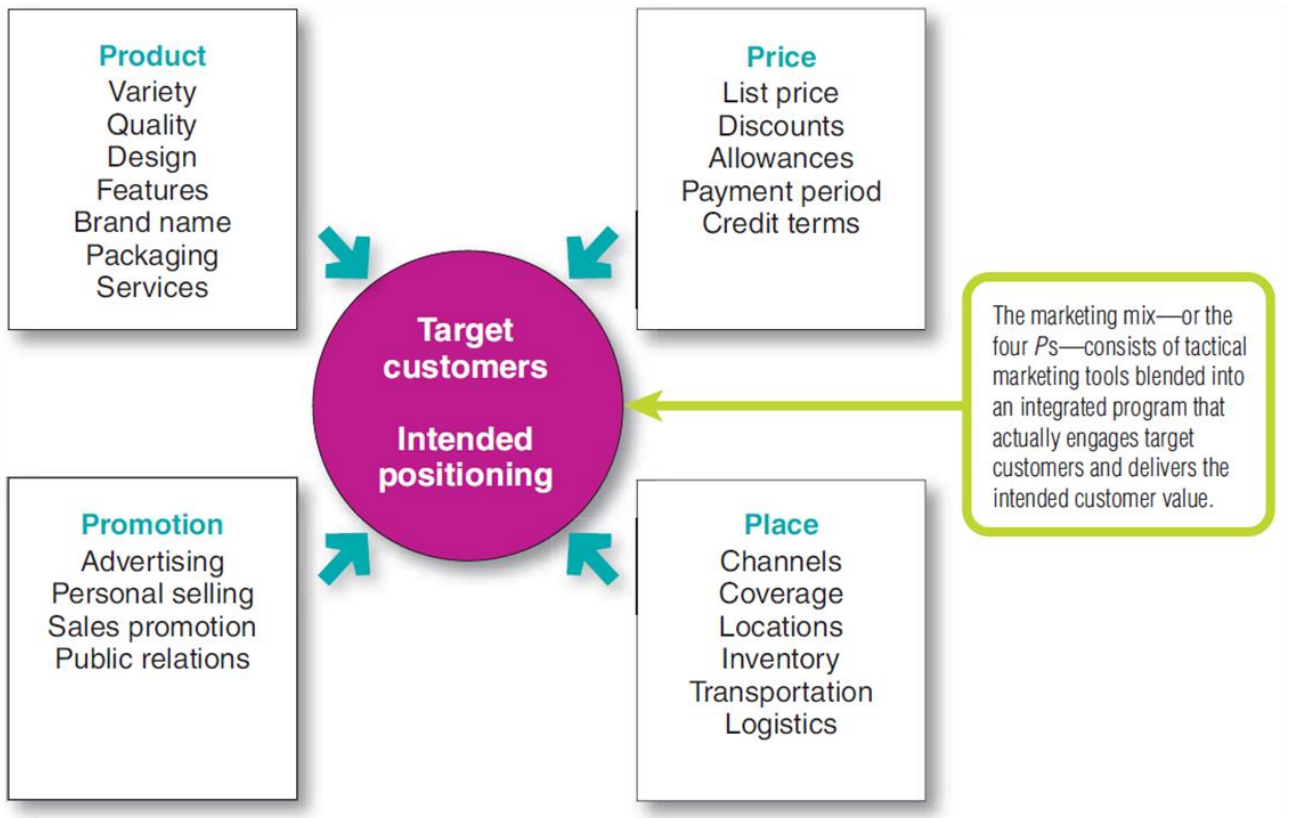 Product
Variety
Quality
Design
Features
Brand name
Packaging
Services
Price
List price
Discounts
Allowances
Payment period
Credit terms
Target
customers
Intended
positioning
The marketing mix—or the
four Ps—consists of tactical
marketing tools blended into
an integrated program that
actually engages target
customers and delivers the
intended customer value.
Promotion
Advertising
Personal selling
Sales promotion
Public relations
Place
Channels
Coverage
Locations
Inventory
Transportation
Logistics